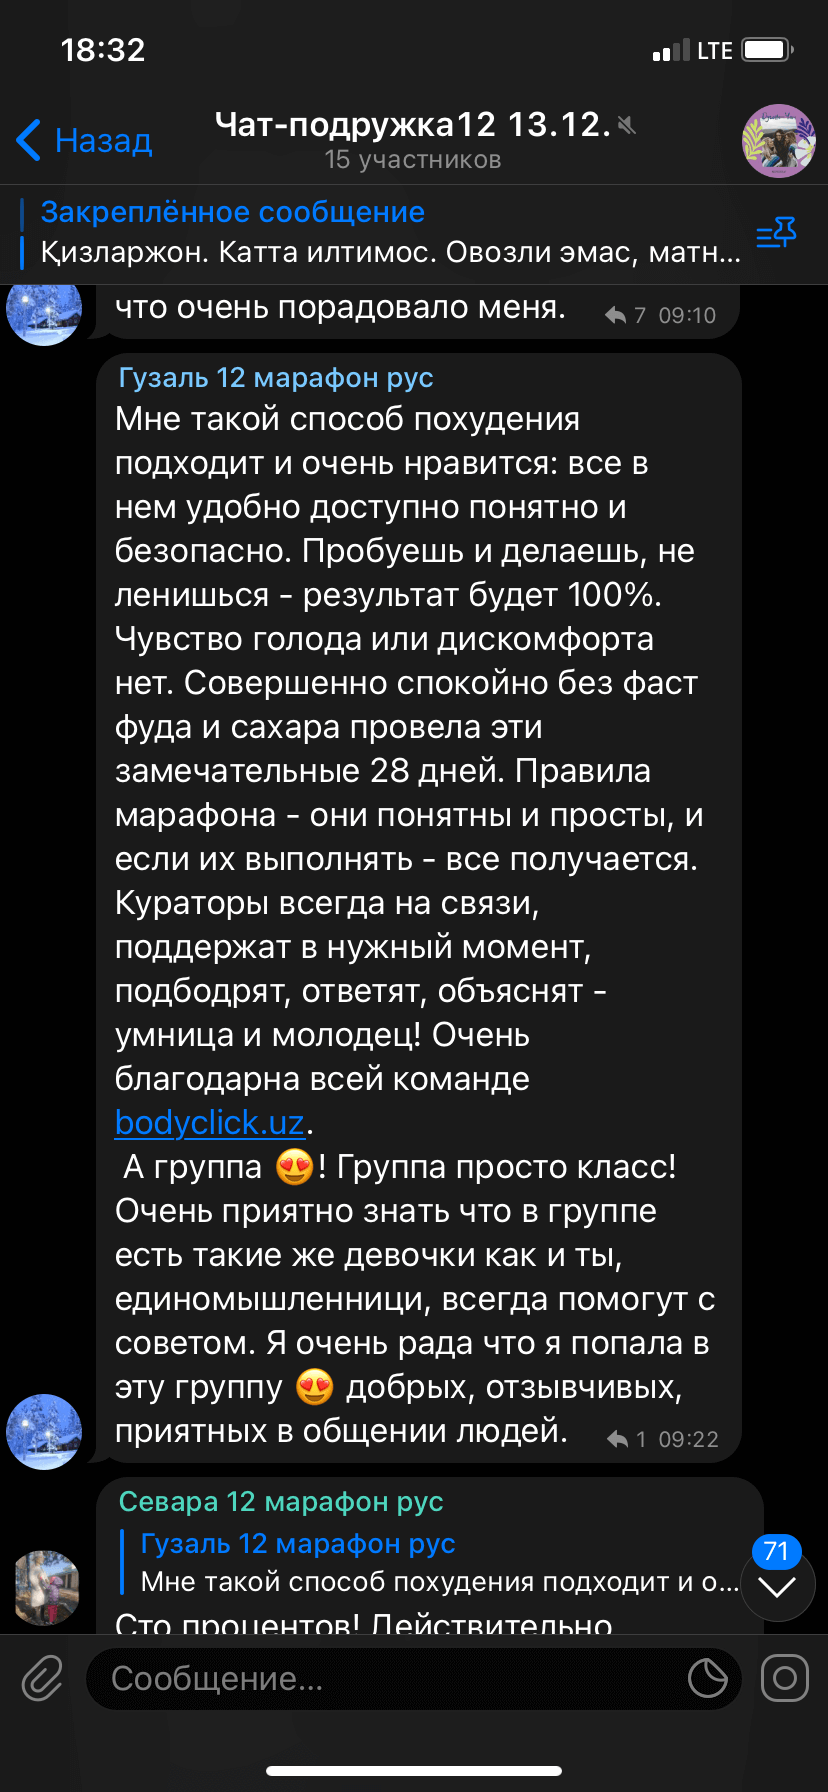 18:32
LTE
Назад
Чат-подружка12 13.12.
15 участников
Закреплённое сообщение
Қизларжон. Катта илтимос. Овозли эмас, матн...
что очень порадовало меня.
7 09:10
Гузаль 12 марафон рус
Мне такой способ похудения
подходит и очень нравится: все в
нем удобно доступно понятно и
безопасно. Пробуешь и делаешь, не
ленишься - результат будет 100%.
Чувство голода или дискомфорта
нет. Совершенно спокойно без фаст
фуда и сахара провела эти
замечательные 28 дней. Правила
марафона - они понятны и просты, и
если их выполнять - все получается.
Кураторы всегда на связи,
поддержат в нужный момент,
подбодрят, ответят, объяснят -
умница и молодец! Очень
благодарна всей команде
bodyclick.uz.
А группа 😍! Группа просто класс!
Очень приятно знать что в группе
есть такие же девочки как и ты,
единомышленници, всегда помогут с
советом. Я очень рада что я попала в
эту группу 😍 добрых, отзывчивых,
приятных в общении людей.
1 09:22
Севара 12 марафон рус
Гузаль 12 марафон рус
Мне такой способ похудения подходит и о...
71
Сто процентов! Действительно
Сообщение...